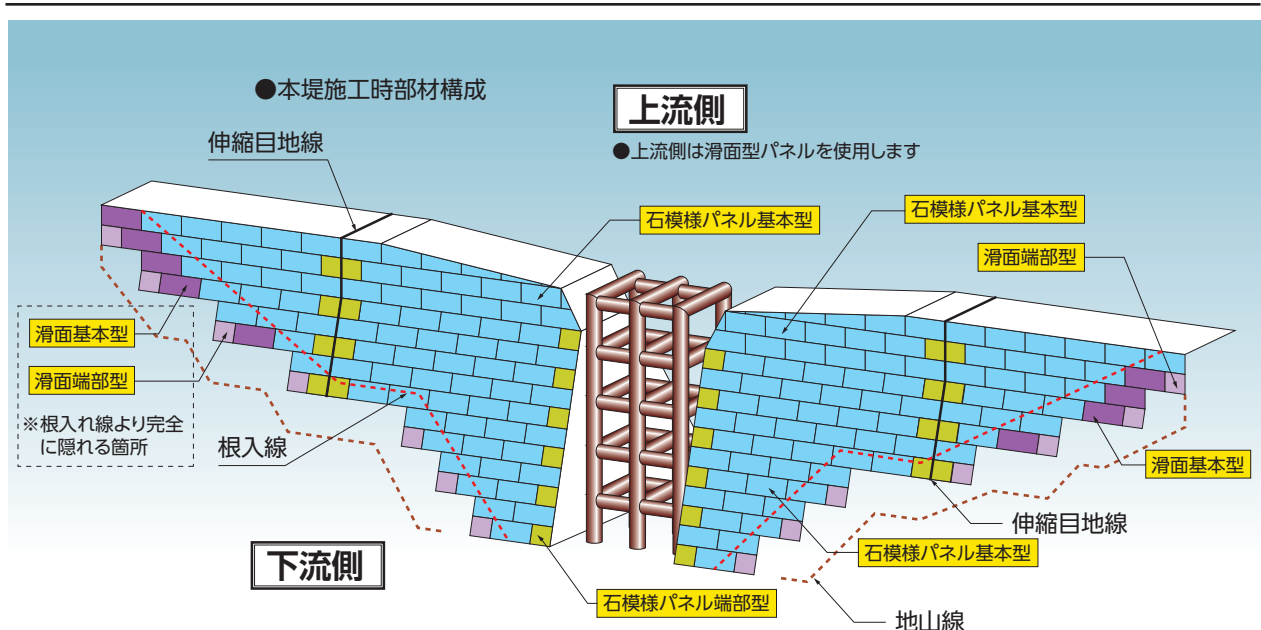 ●本堤施工時部材構成
上流側
●上流側は滑面型パネルを使用します
伸縮目地線
石模様パネル基本型
石模様パネル基本型
滑面端部型
滑面基本型
滑面端部型
※根入れ線より完全
に隠れる箇所
根入線
滑面基本型
伸縮目地線
石模様パネル基本型
下流側
石模様パネル端部型
地山線